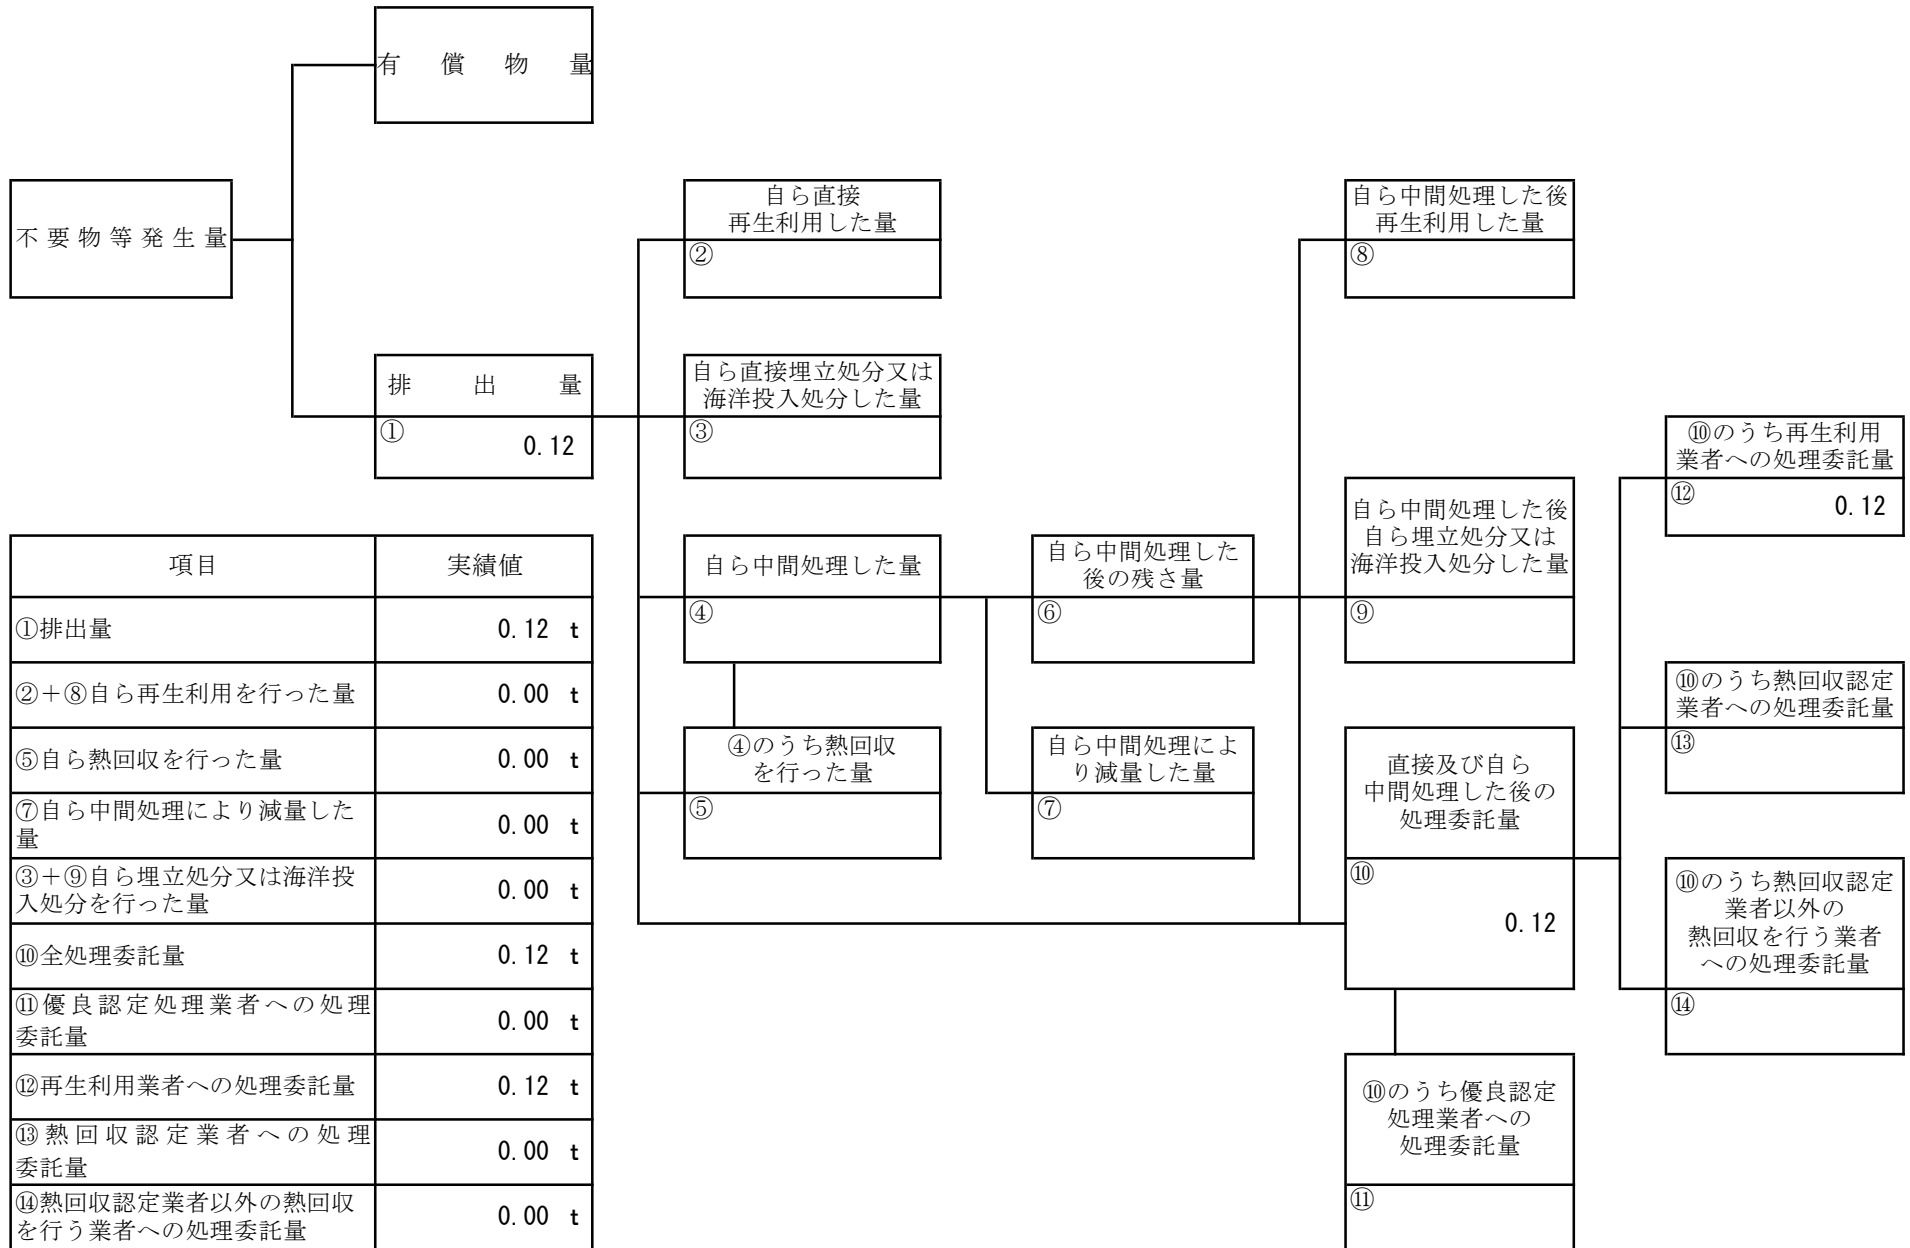 有償物量
不要物等発生量
排出量
①
0.12
自ら直接
再生利用した量
②
自ら直接埋立処分又は
海洋投入処分した量
③
自ら中間処理した量
④
④のうち熱回収
を行った量
⑤
自ら中間処理した
後の残さ量
⑥
自ら中間処理によ
り減量した量
⑦
自ら中間処理した後
再生利用した量
⑧
自ら中間処理した後
自ら埋立処分又は
海洋投入処分した量
⑨
直接及び自ら
中間処理した後の
処理委託量
⑩
0.12
⑩のうち優良認定
処理業者への
処理委託量
⑪
⑩のうち再生利用
業者への処理委託量
⑫
0.12
⑩のうち熱回収認定
業者への処理委託量
⑬
⑩のうち熱回収認定
業者以外の
熱回収を行う業者
への処理委託量
⑭
項目 実績値
①排出量 0.12 t
②＋⑧自ら再生利用を行った量 0.00 t
⑤自ら熱回収を行った量 0.00 t
⑦自ら中間処理により減量した
量 0.00 t
③＋⑨自ら埋立処分又は海洋投
入処分を行った量 0.00 t
⑩全処理委託量 0.12 t
⑪優良認定処理業者への処理
委託量 0.00 t
⑫再生利用業者への処理委託量 0.12 t
⑬熱回収認定業者への処理
委託量 0.00 t
⑭熱回収認定業者以外の熱回収
を行う業者への処理委託量 0.00 t